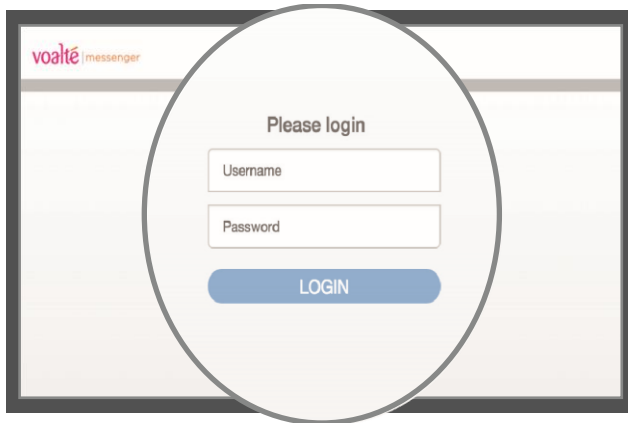 voalté | messenger
Please login
Username
Password
LOGIN